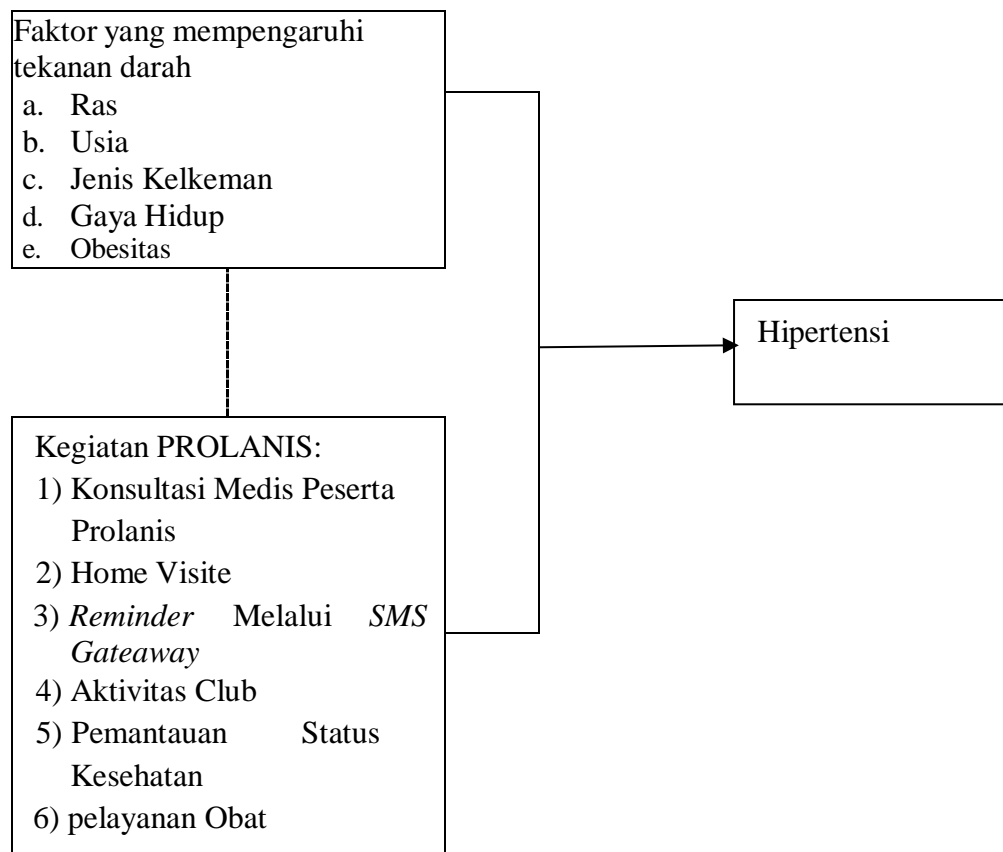 Faktor yang mempengaruhi
tekanan darah
a. Ras
b. Usia
c. Jenis Kelkeman
d. Gaya Hidup
e. Obesitas
Hipertensi
Kegiatan PROLANIS:
1) Konsultasi Medis Peserta
Prolanis
2) Home Visite
3) Reminder Melalui SMS
Gateaway
4) Aktivitas Club
5) Pemantauan Status
Kesehatan
6) pelayanan Obat